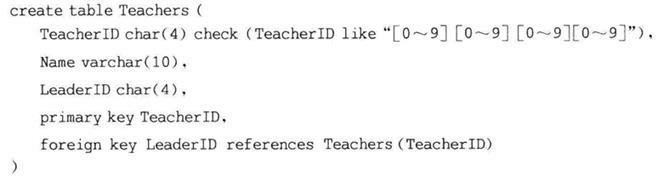 create table Teachers (
TeacherID char(4) check (TeacherID like “[0～9] [0～9] [0～9][0～9]”),
Name varchar(10),
LeaderID char(4),
primary key TeacherID,
foreign key LeaderID references Teachers (TeacherID)
)